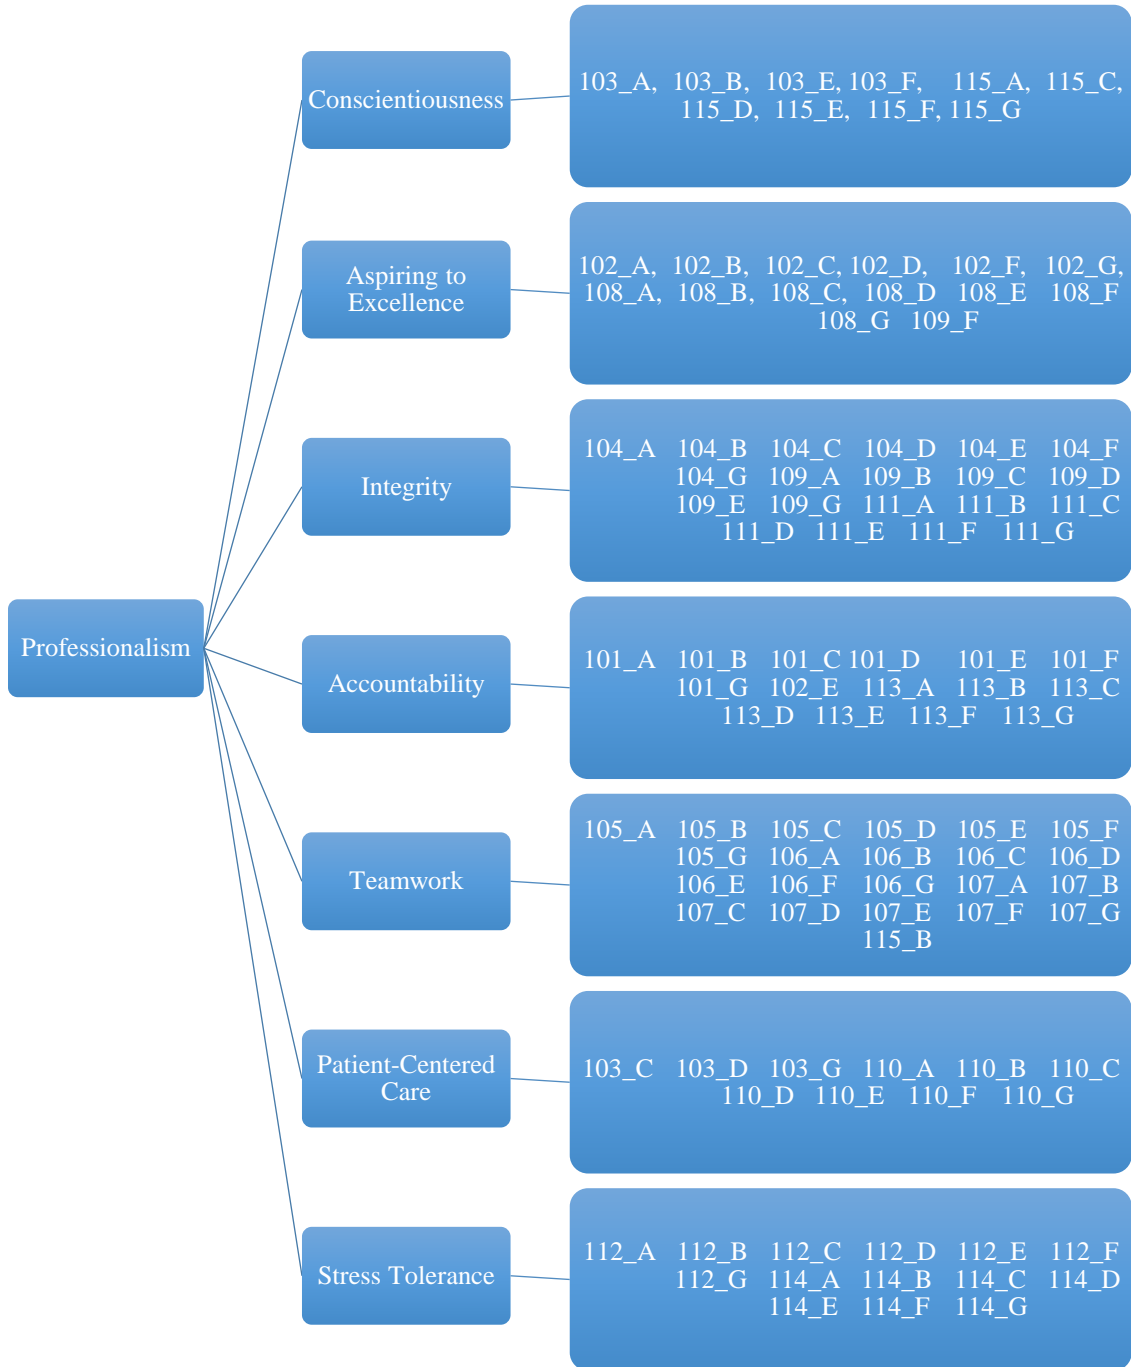 Professionalism
Conscientiousness
103_A, 103_B, 103_E, 103_F, 115_A, 115_C,
115_D, 115_E, 115_F, 115_G
Aspiring to
Excellence
102_A, 102_B, 102_C, 102_D, 102_F, 102_G,
108_A, 108_B, 108_C, 108_D 108_E 108_F
108_G 109_F
Integrity
104_A 104_B 104_C 104_D 104_E 104_F
104_G 109_A 109_B 109_C 109_D
109_E 109_G 111_A 111_B 111_C
111_D 111_E 111_F 111_G
Accountability
101_A 101_B 101_C 101_D 101_E 101_F
101_G 102_E 113_A 113_B 113_C
113_D 113_E 113_F 113_G
Teamwork
105_A 105_B 105_C 105_D 105_E 105_F
105_G 106_A 106_B 106_C 106_D
106_E 106_F 106_G 107_A 107_B
107_C 107_D 107_E 107_F 107_G
115_B
Patient-Centered
Care
103_C 103_D 103_G 110_A 110_B 110_C
110_D 110_E 110_F 110_G
Stress Tolerance
112_A 112_B 112_C 112_D 112_E 112_F
112_G 114_A 114_B 114_C 114_D
114_E 114_F 114_G